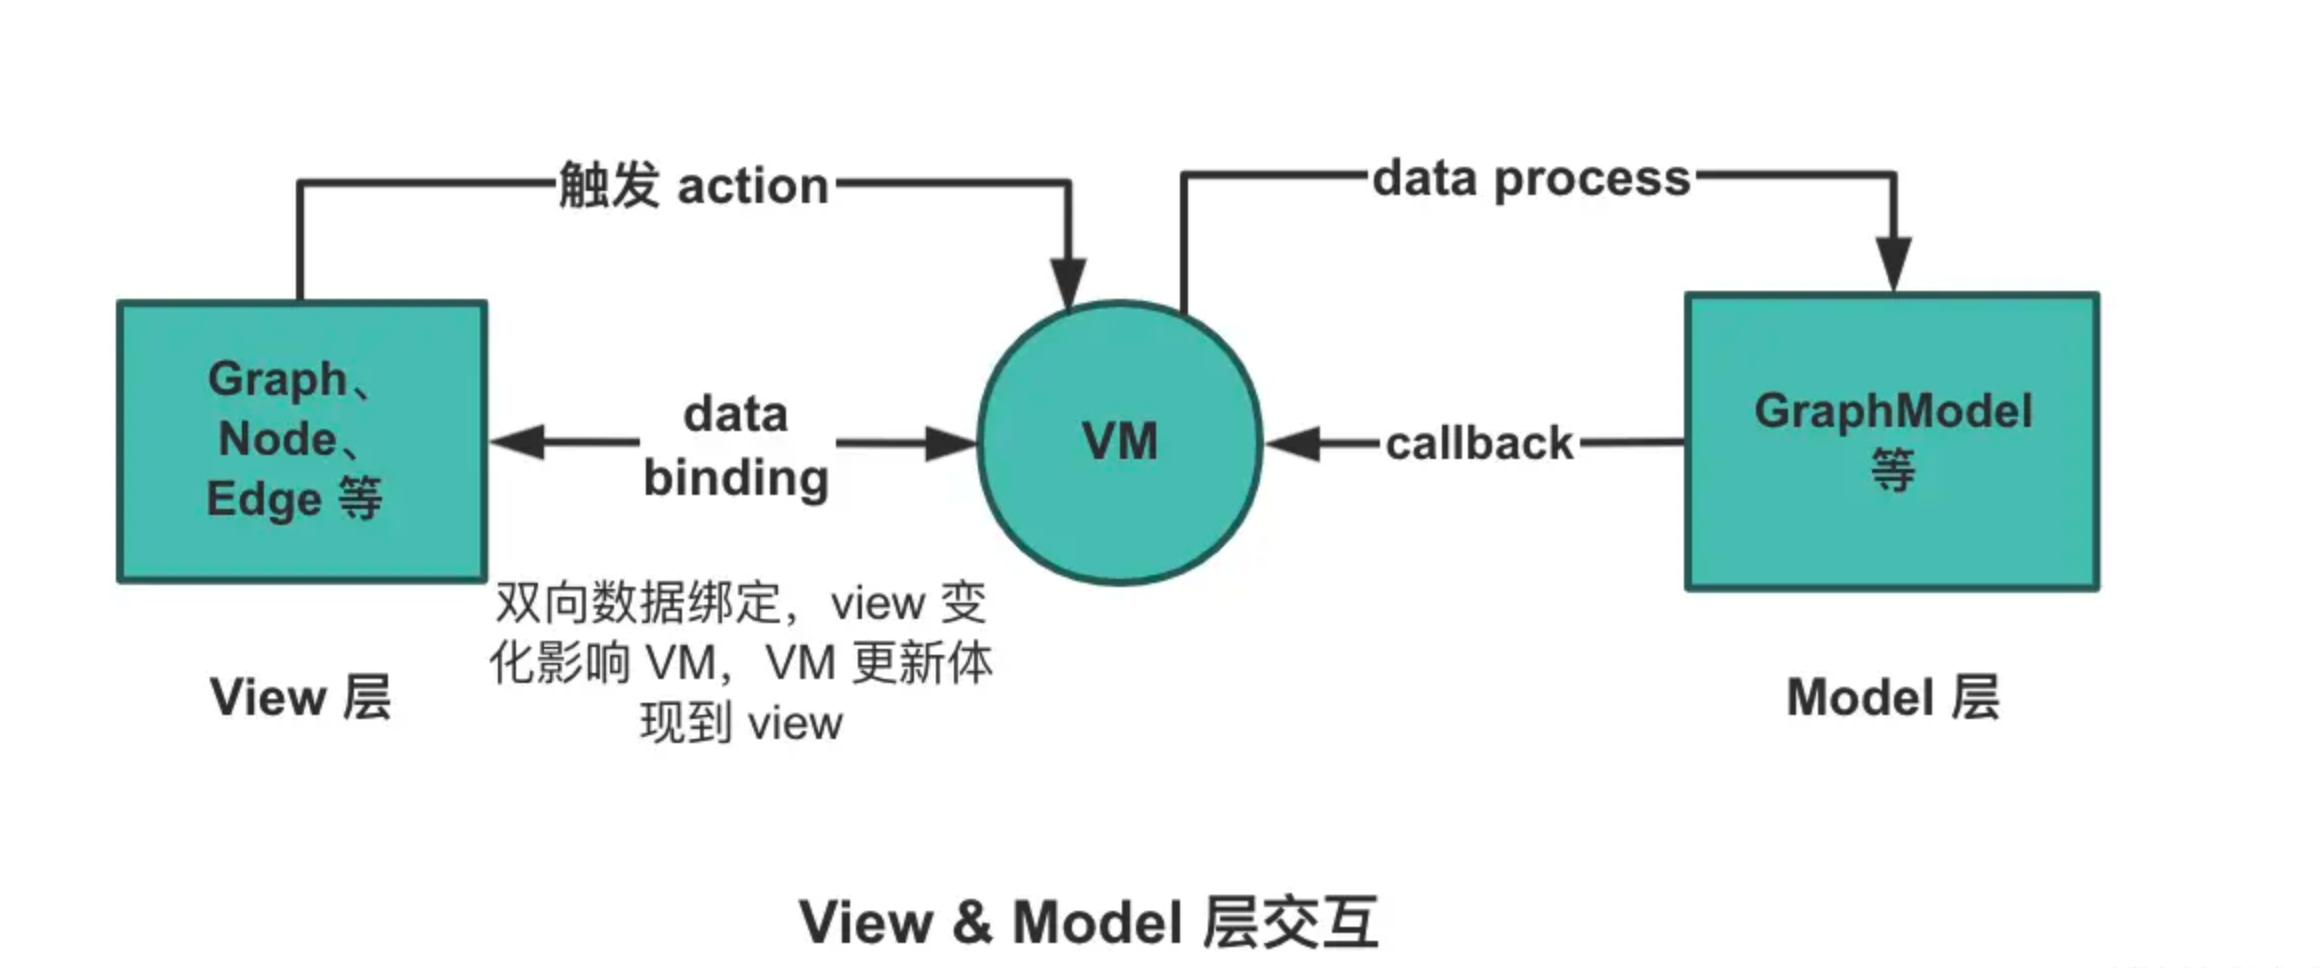 触发 action
data process
Graph、
Node、
Edge 等
data
binding
VM
callback
GraphModel
等
双向数据绑定，view 变
化影响 VM，VM 更新体
现到 view
View 层
Model 层
View & Model 层交互